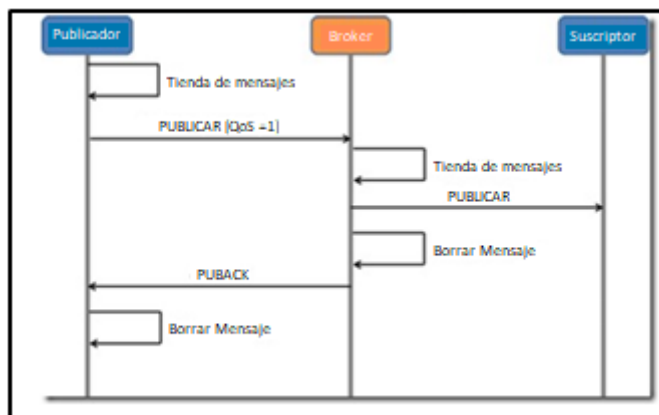 Publicador
Broker
Suscriptor
Tienda de mensajes
PUBLICAR (QoS =1)
Tienda de mensajes
PUBLICAR
Borrar Mensaje
PUBACK
Borrar Mensaje